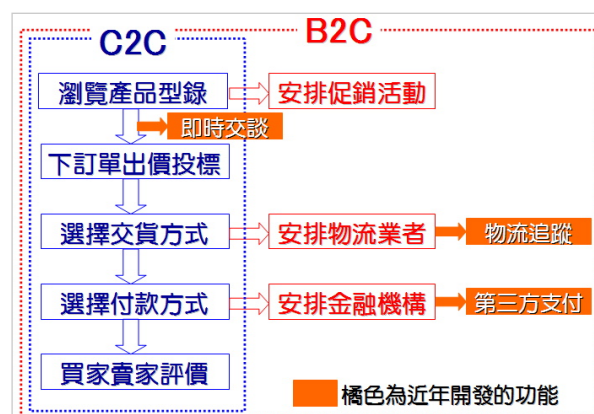 C2C
B2C
瀏覽產品型錄
安排促銷活動
即時交談
下訂單出價投標
選擇交貨方式
安排物流業者
物流追蹤
選擇付款方式
安排金融機構
第三方支付
買家賣家評價
橘色為近年開發的功能